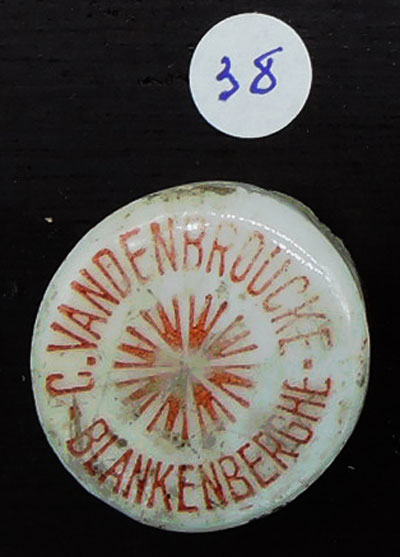 38
C. VANDENBROUCKE -
- BLANKENBERGHE